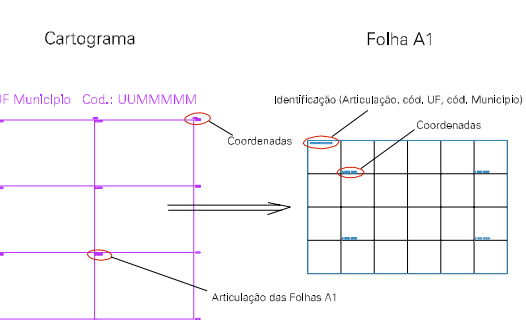 Cartograma
Folha A1
UF Município Cod.: UUMMMMM
Identificação (Articulação, cód. UF, cód. Município)
Coordenadas
Coordenadas
Articulação das Folhas A1